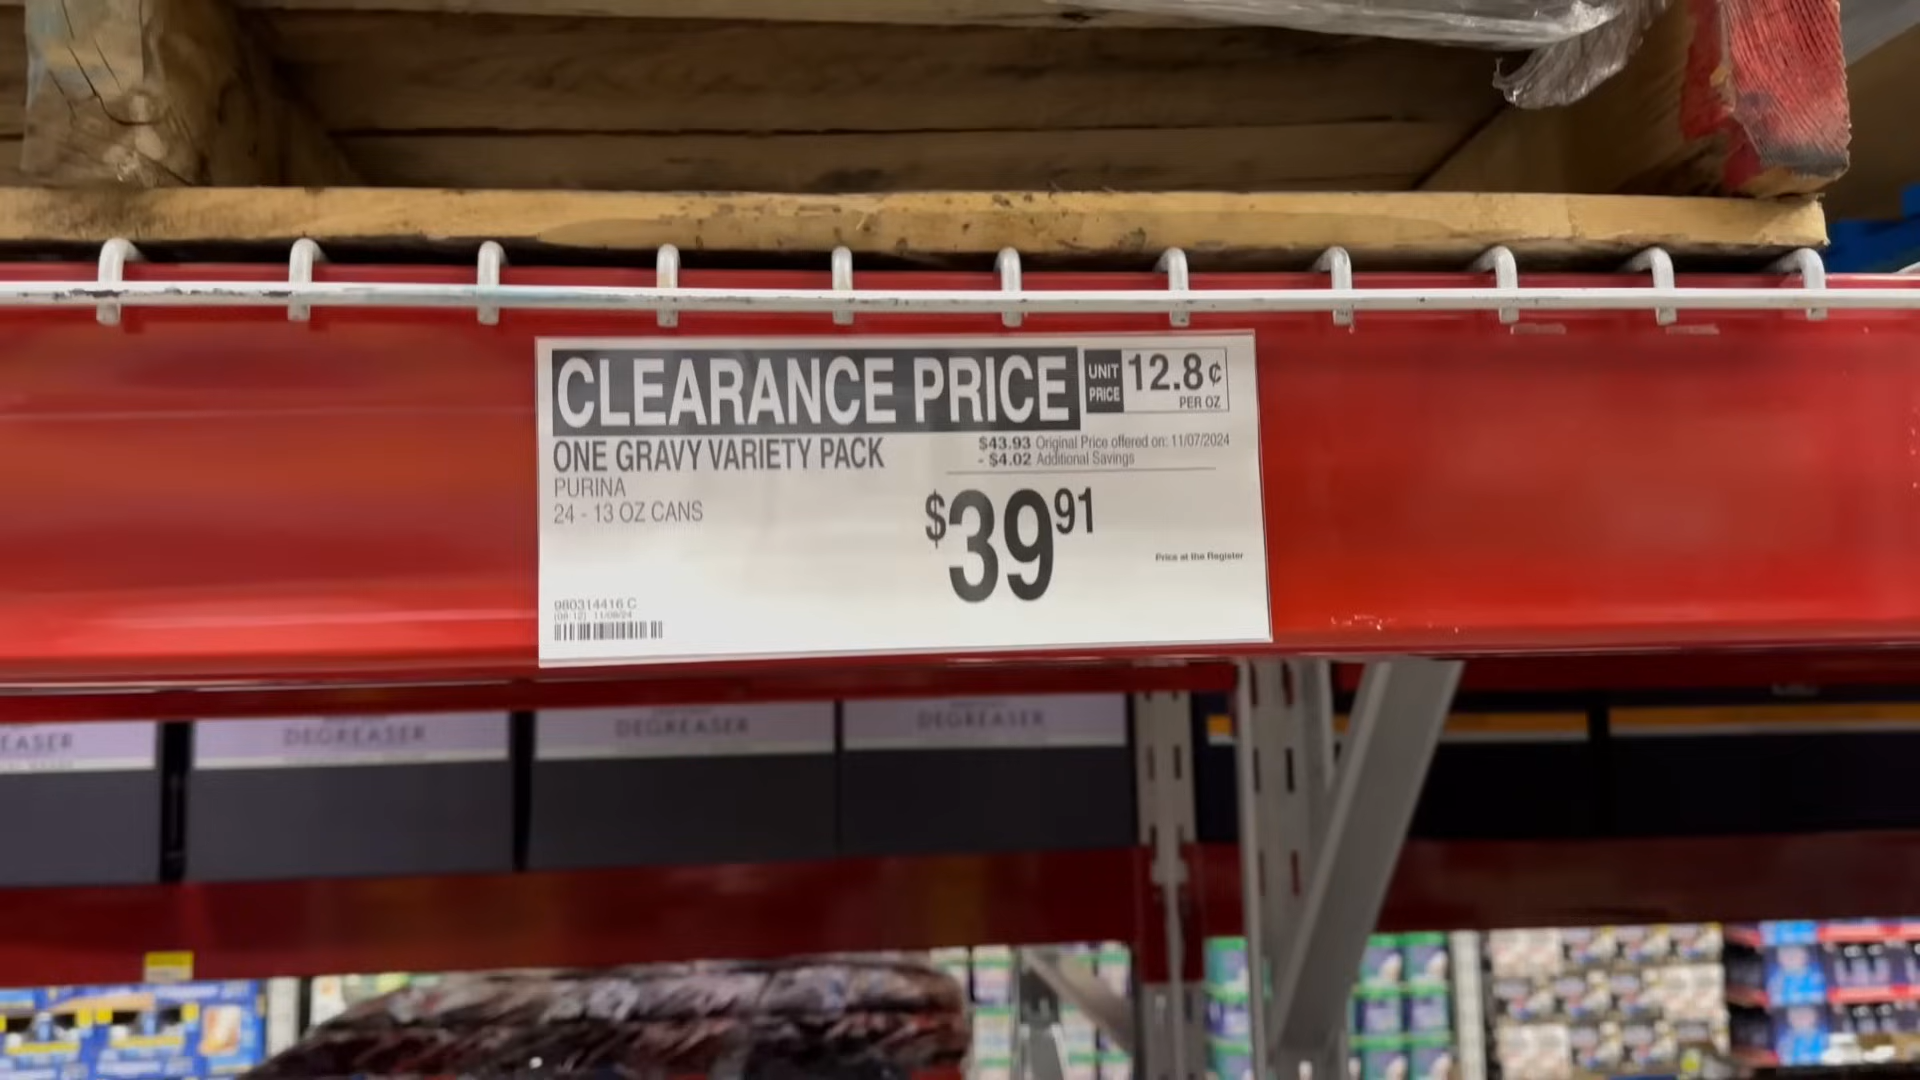 CLEARANCE PRICE
UNIT PRICE
12.8¢
PER OZ
ONE GRAVY VARIETY PACK
PURINA
24 - 13 OZ CANS
$43.93 Original Price offered on: 11/07/2024
- $4.02 Additional Savings
$39 91
Price at the Register
980314416 C
EASER
DEGREASER
DEGREASER
DEGREASER